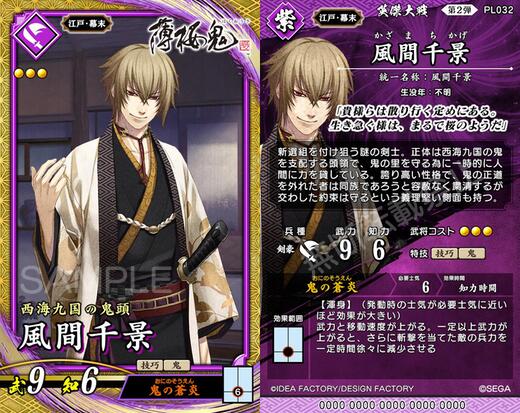 江戸・幕末
薄桜鬼
SAMPLE
西海九国の鬼頭
風間千景
技巧 鬼
武9 知6
おにのそうえん
鬼の蒼炎
6
紫
江戸・幕末
英傑大戦 第2弾 PL032
かざま ちかげ
風間千景
統一名称:風間千景
生没年:不明
「貴様らは散り行く定めにある。
生き急ぐ様は、まるで桜のようだ」
新選組を付け狙う謎の剣士。正体は西海九国の鬼
を支配する頭領で、鬼の里を守る為に一時的に人
間に力を貸している。誇り高い性格で、鬼の正道
を外れた者は同族であろうと容赦なく粛清するが
交わした約束は守るという義理堅い側面も持つ。
兵種 武力 知力 武将コスト
剣豪 9 6 特技 技巧 鬼
おにのそうえん 必要士気 効果時間
鬼の蒼炎 6 知力時間
効果範囲
【渾身】(発動時の士気が必要士気に近い
ほど効果が大きい)
武力と移動速度が上がる。一定以上武力が
上がると、さらに斬撃を当てた敵の兵力を
一定時間徐々に減少させる
©IDEA FACTORY/DESIGN FACTORY ©SEGA
0000 0000 0000 0000 0000